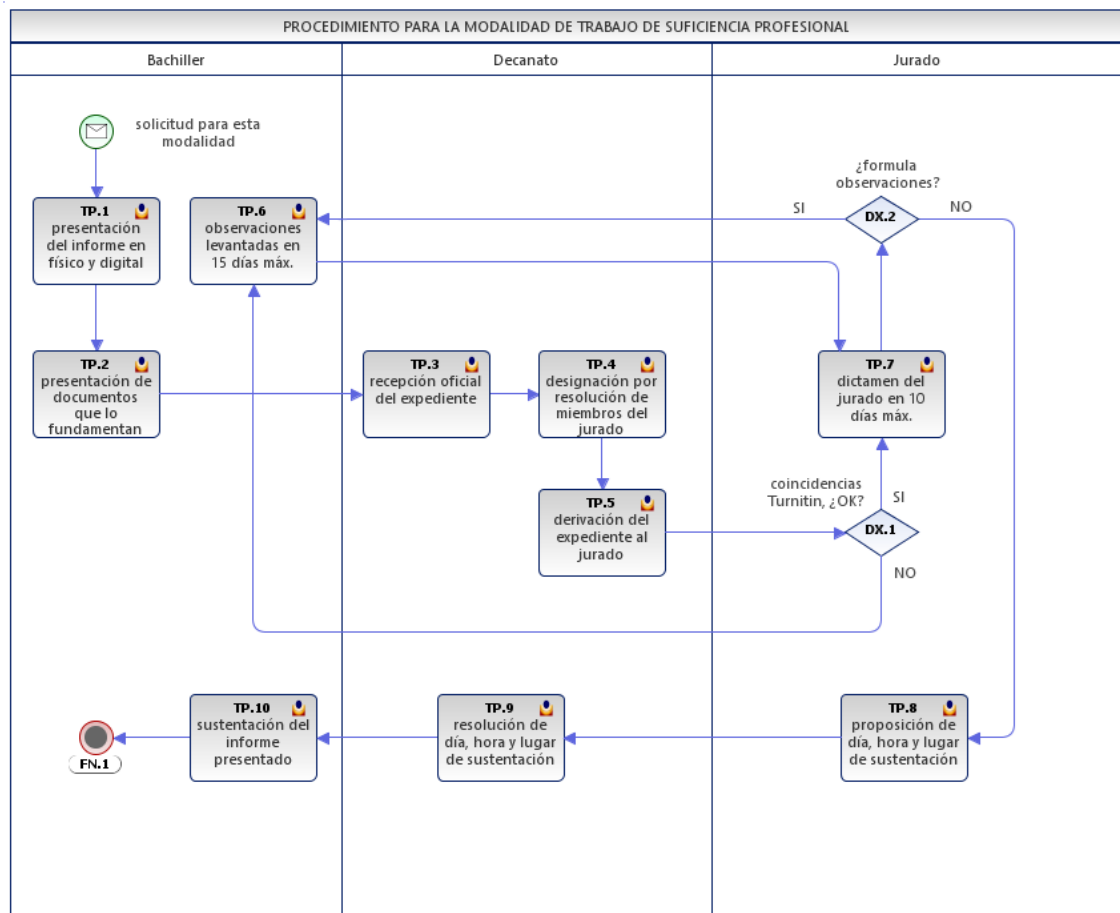 PROCEDIMIENTO PARA LA MODALIDAD DE TRABAJO DE SUFICIENCIA PROFESIONAL
Bachiller
Decanato
Jurado
solicitud para esta
modalidad
¿formula
observaciones?
TP.1
presentación
del informe en
físico y digital
TP.6
observaciones
levantadas en
15 días máx.
SI
DX.2
NO
TP.2
presentación de
documentos
que lo
fundamentan
TP.3
recepción oficial
del expediente
TP.4
designación por
resolución de
miembros del
jurado
TP.7
dictamen del
jurado en 10
días máx.
coincidencias
Turnitin, ¿OK?
SI
TP.5
derivación del
expediente al
jurado
DX.1
NO
TP.10
sustentación del
informe
presentado
TP.9
resolución de
día, hora y lugar
de sustentación
TP.8
proposición de
día, hora y lugar
de sustentación
FN.1